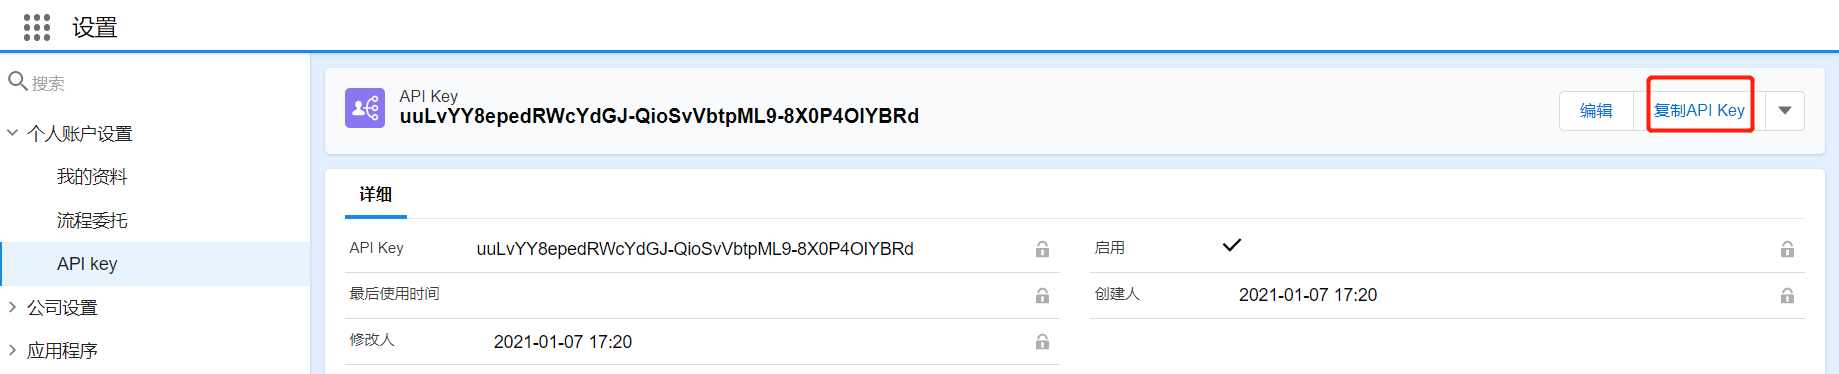 设置
搜索
个人账户设置
我的资料
流程委托
API key
公司设置
应用程序
API Key
uuLvYY8epedRWcYdGJ-QioSvVbtpML9-8X0P4OlYBRd
编辑
复制API Key
详细
API Key uuLvYY8epedRWcYdGJ-QioSvVbtpML9-8X0P4OlYBRd
启用
最后使用时间
创建人 2021-01-07 17:20
修改人 2021-01-07 17:20